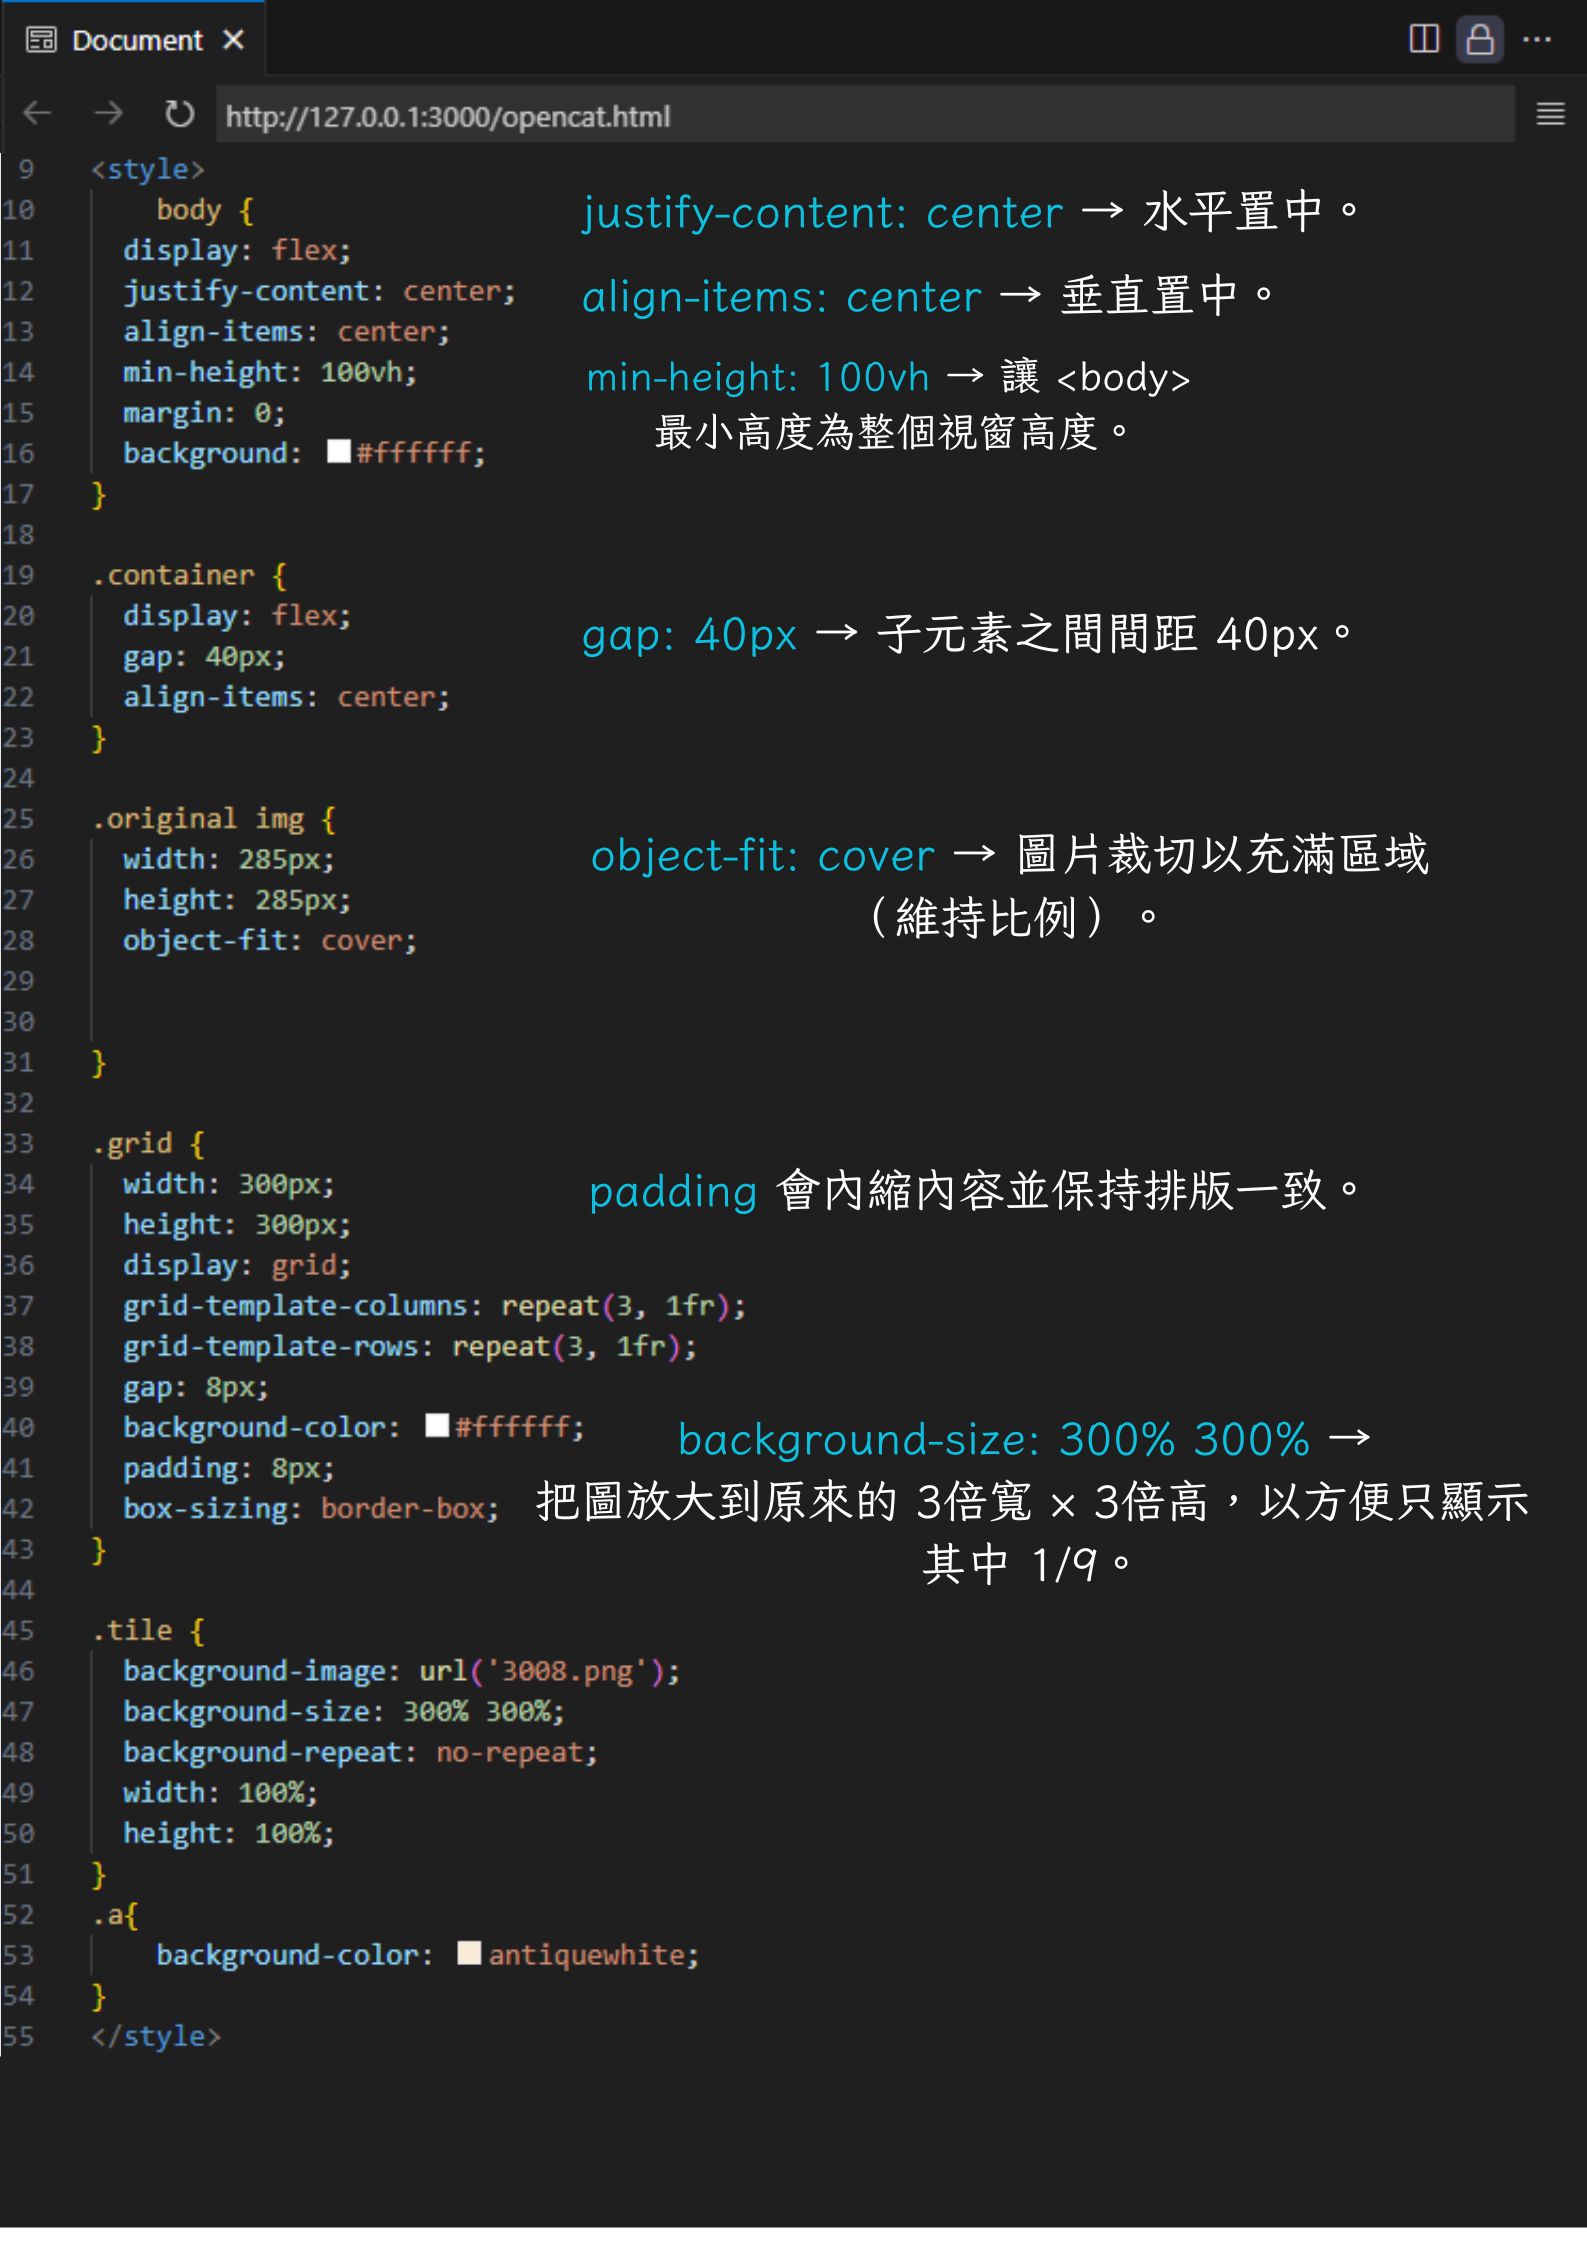 Document
http://127.0.0.1:3000/opencat.html
9 <style>
10 body {
11 display: flex;
12 justify-content: center;
13 align-items: center;
14 min-height: 100vh;
15 margin: 0;
16 background: #ffffff;
17 }
18
19 .container {
20 display: flex;
21 gap: 40px;
22 align-items: center;
23 }
24
25 .original img {
26 width: 285px;
27 height: 285px;
28 object-fit: cover;
29
30
31 }
32
33 .grid {
34 width: 300px;
35 height: 300px;
36 display: grid;
37 grid-template-columns: repeat(3, 1fr);
38 grid-template-rows: repeat(3, 1fr);
39 gap: 8px;
40 background-color: #ffffff;
41 padding: 8px;
42 box-sizing: border-box;
43 }
44
45 .tile {
46 background-image: url('3008.png');
47 background-size: 300% 300%;
48 background-repeat: no-repeat;
49 width: 100%;
50 height: 100%;
51 }
52 .a{
53 background-color: antiquewhite;
54 }
55 </style>
justify-content: center → 水平置中。
align-items: center → 垂直置中。
min-height: 100vh → 讓 <body>
最小高度為整個視窗高度。
gap: 40px → 子元素之間間距 40px。
object-fit: cover → 圖片裁切以充滿區域
（維持比例）。
padding 會內縮內容並保持排版一致。
background-size: 300% 300% →
把圖放大到原來的 3倍寬 × 3倍高，以方便只顯示
其中 1/9。